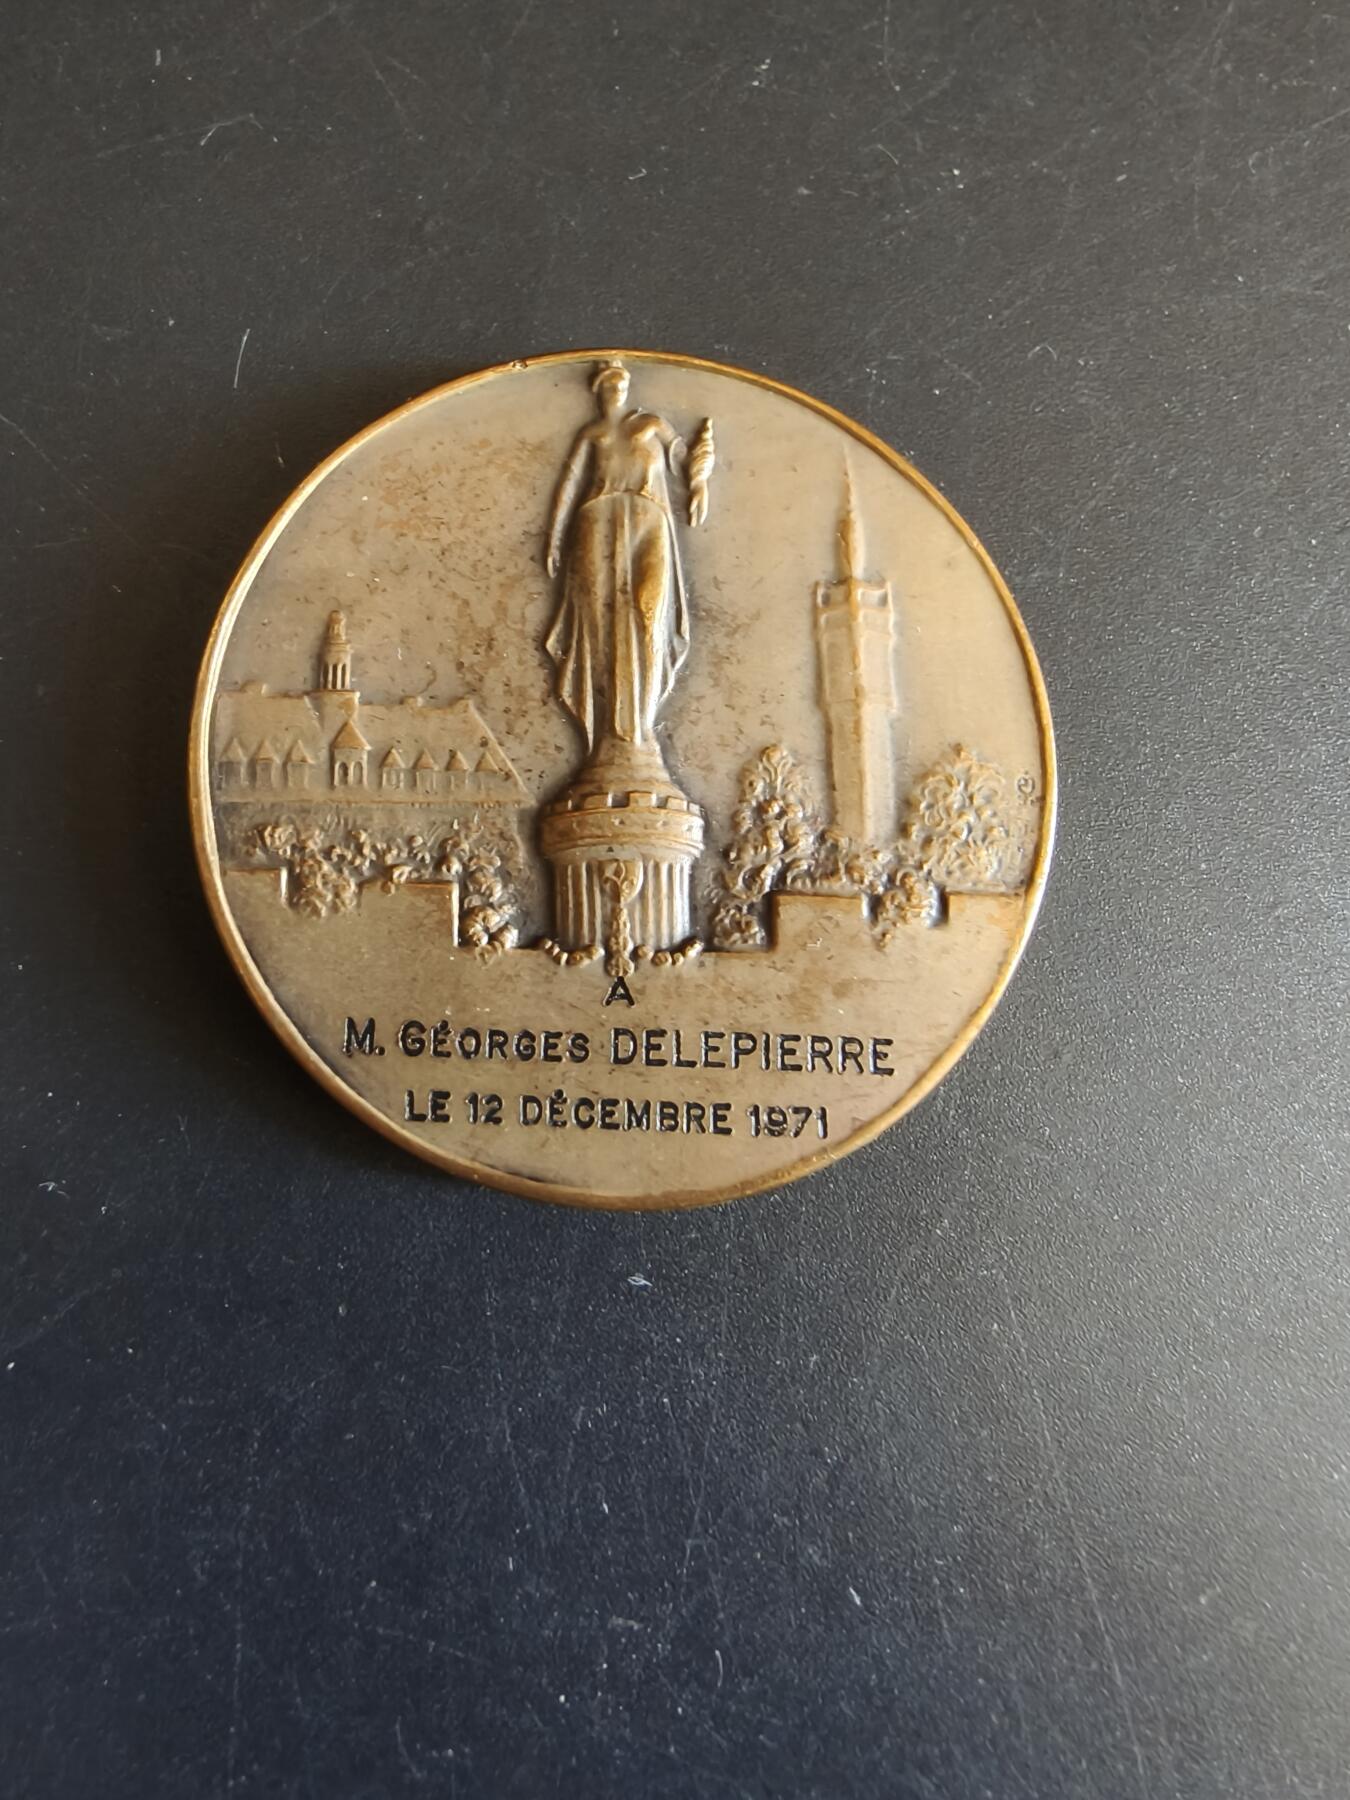 A
M. GÉORGES DELEPIERRE
LE 12 DÉCEMBRE 1971